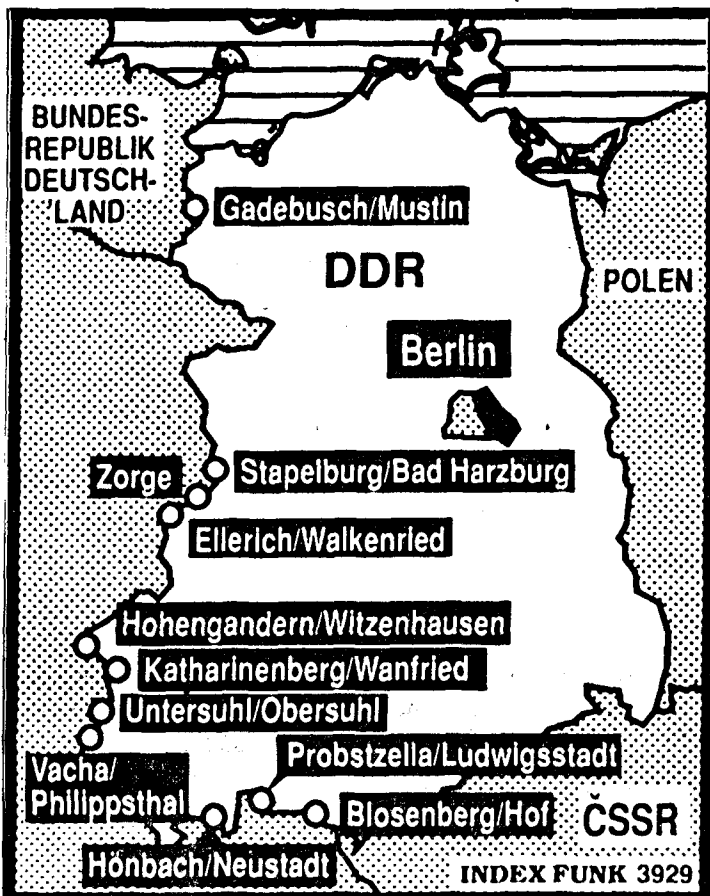 BUNDES-
REPUBLIK
DEUTSCH-
LAND
Gadebusch/Mustin
DDR
POLEN
Berlin
Zorge
Stapelburg/Bad Harzburg
Ellerich/Walkenried
Hohengandern/Witzenhausen
Katharinenberg/Wanfried
Untersuhl/Obersuhl
Probstzella/Ludwigsstadt
Vacha/
Philippsthal
Blosenberg/Hof
ČSSR
Hönbach/Neustadt
INDEX FUNK 3929